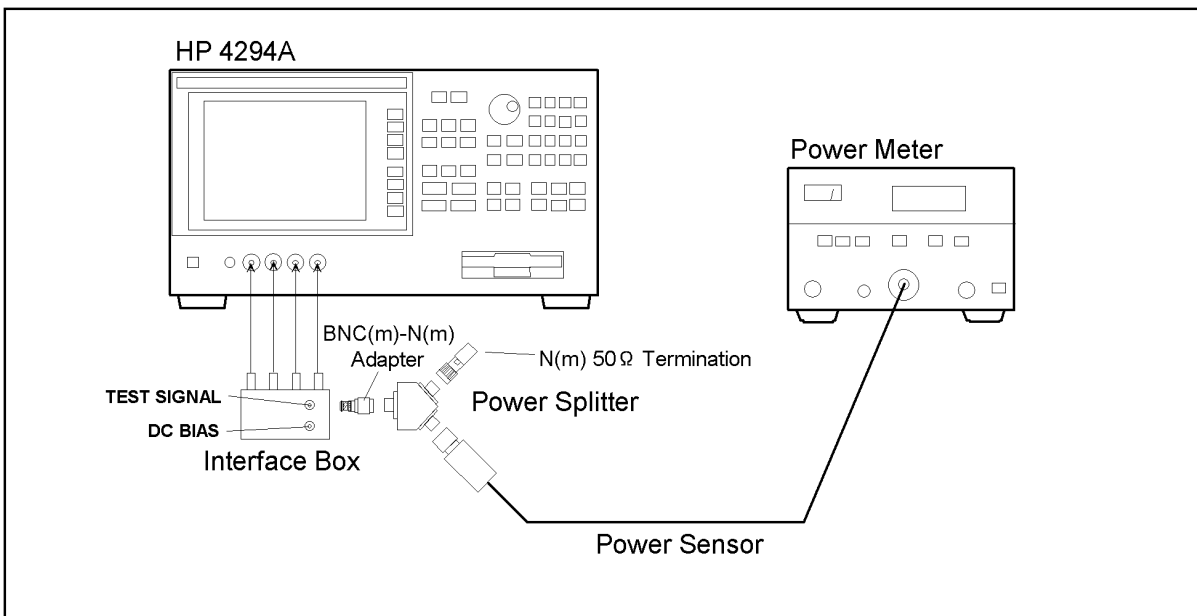 HP 4294A
Power Meter
BNC(m)-N(m)
Adapter
N(m) 50Ω Termination
TEST SIGNAL
Power Splitter
DC BIAS
Interface Box
Power Sensor